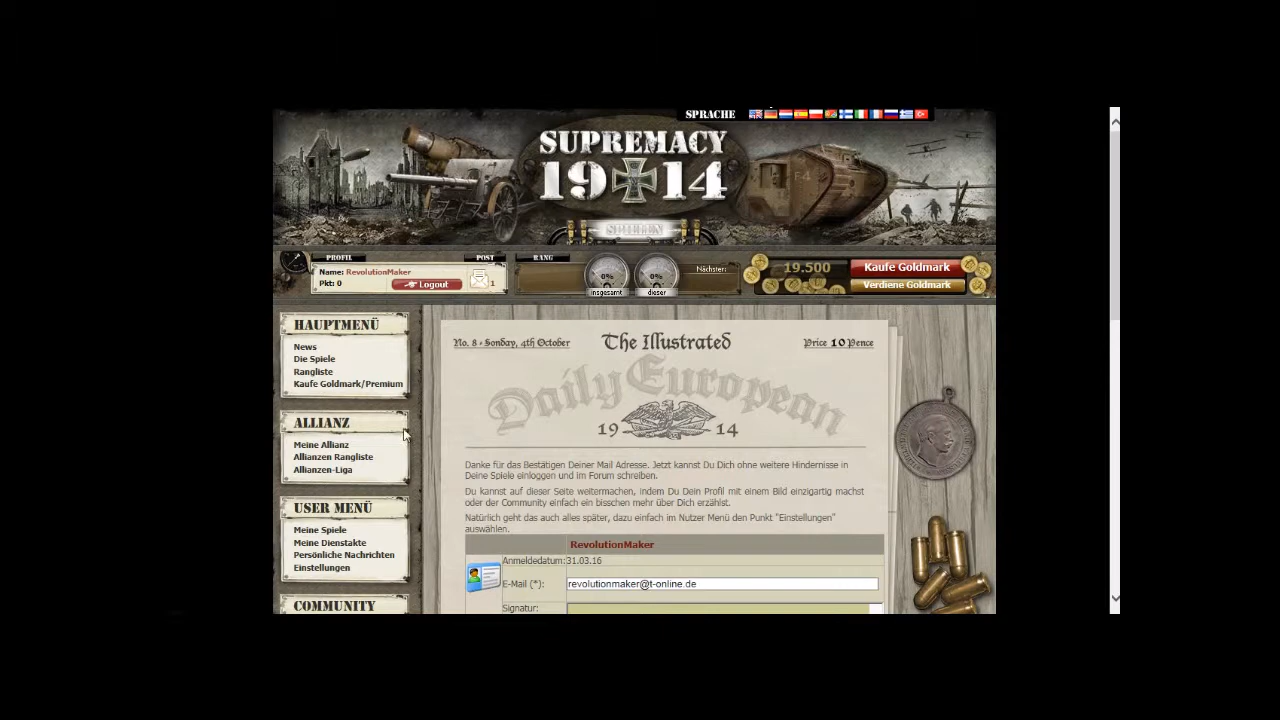 SPRACHE
SUPREMACY
1914
F4
SPIELEN
PROFIL
POST
Name: RevolutionMaker
Pkt: 0
Logout
1
RANG
0%
insgesamt
0%
dieser
Nächster:
19.500
Kaufe Goldmark
Verdiene Goldmark
HAUPTMENÜ
News
Die Spiele
Rangliste
Kaufe Goldmark/Premium
ALLIANZ
Meine Allianz
Allianzen Rangliste
Allianzen-Liga
USER MENÜ
Meine Spiele
Meine Dienstakte
Persönliche Nachrichten
Einstellungen
COMMUNITY
No. 8 - Sonday, 4th October
The Illustrated
Price 10 Pence
Daily European
1914
Danke für das Bestätigen Deiner Mail Adresse. Jetzt kannst Du Dich ohne weitere Hindernisse in
Deine Spiele einloggen und im Forum schreiben.
Du kannst auf dieser Seite weitermachen, indem Du Dein Profil mit einem Bild einzigartig machst
oder der Community einfach ein bisschen mehr über Dich erzählst.
Natürlich geht das auch alles später, dazu einfach im Nutzer Menü den Punkt "Einstellungen"
auswählen.
RevolutionMaker
Anmeldedatum: 31.03.16
E-Mail (*): revolutionmaker@t-online.de
Signatur: